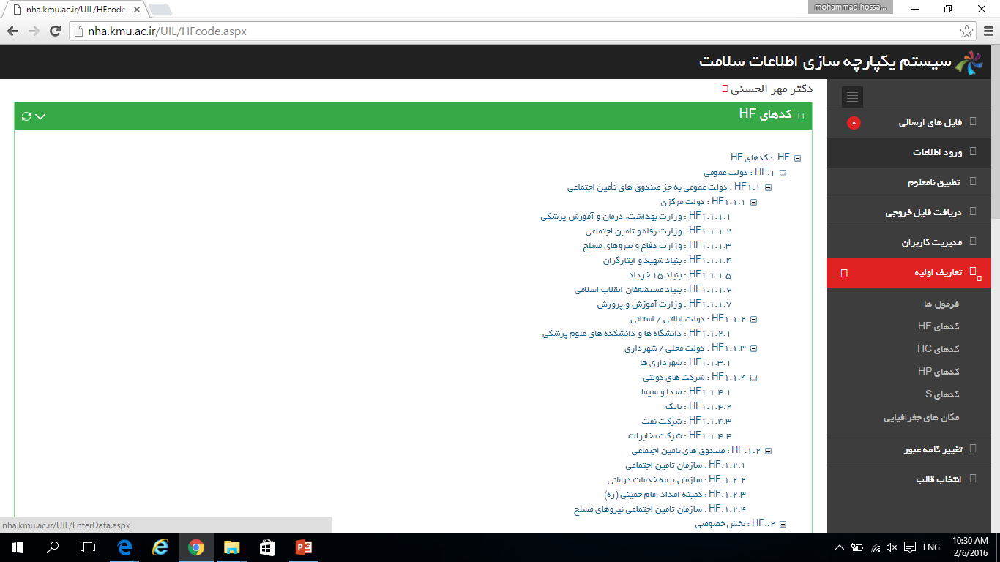 nha.kmu.ac.ir/UIL/HFcode.
mohammad hossa...
nha.kmu.ac.ir/UIL/HFcode.aspx
سیستم یکپارچه سازی اطلاعات سلامت
دکتر مهر الحسنی
کدهای HF
HF. : کدهای HF
HF.۱ : دولت عمومی
HF۱.۱ : دولت عمومی به جز صندوق های تأمین اجتماعی
HF۱.۱.۱ : دولت مرکزی
HF۱.۱.۱.۱ : وزارت بهداشت، درمان و آموزش پزشکی
HF۱.۱.۱.۲ : وزارت رفاه و تامین اجتماعی
HF۱.۱.۱.۳ : وزارت دفاع و نیروهای مسلح
HF۱.۱.۱.۴ : بنیاد شهید و ایثارگران
HF۱.۱.۱.۵ : بنیاد ۱۵ خرداد
HF۱.۱.۱.۶ : بنیاد مستضعفان انقلاب اسلامی
HF۱.۱.۱.۷ : وزارت آموزش و پرورش
HF۱.۱.۲ : دولت ایالتی / استانی
HF۱.۱.۲.۱ : دانشگاه ها و دانشکده های علوم پزشکی
HF۱.۱.۳ : دولت محلی / شهرداری
HF۱.۱.۳.۱ : شهرداری ها
HF۱.۱.۴ : شرکت های دولتی
HF۱.۱.۴.۱ : صدا و سیما
HF۱.۱.۴.۲ : بانک
HF۱.۱.۴.۳ : شرکت نفت
HF۱.۱.۴.۴ : شرکت مخابرات
HF.۱.۲ : صندوق های تامین اجتماعی
HF.۱.۲.۱ : سازمان تامین اجتماعی
HF.۱.۲.۲ : سازمان بیمه خدمات درمانی
HF.۱.۲.۳ : کمیته امداد امام خمینی (ره)
HF.۱.۲.۴ : سازمان تامین اجتماعی نیروهای مسلح
HF..۲ : بخش خصوصی
فایل های ارسالی
۰
ورود اطلاعات
تطبیق نامعلوم
دریافت فایل خروجی
مدیریت کاربران
تعاریف اولیه
فرمول ها
کدهای HF
کدهای HC
کدهای HP
کدهای S
مکان های جغرافیایی
تغییر کلمه عبور
انتخاب قالب
nha.kmu.ac.ir/UIL/EnterData.aspx
ENG
10:30 AM
2/6/2016